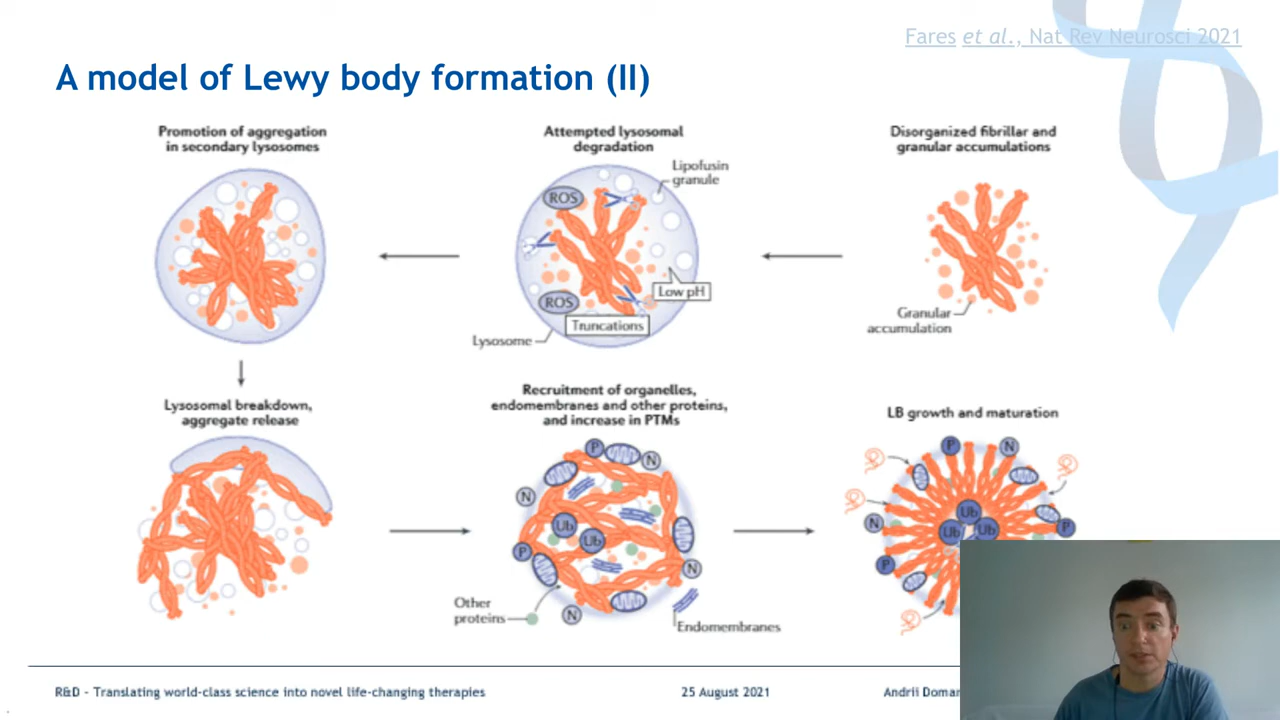 Fares et al., Nat Rev Neurosci 2021
A model of Lewy body formation (II)
Promotion of aggregation
in secondary lysosomes
Attempted lysosomal
degradation
Disorganized fibrillar and
granular accumulations
Lipofusin
granule
ROS
Low pH
ROS
Truncations
Lysosome
Granular
accumulation
Lysosomal breakdown,
aggregate release
Recruitment of organelles,
endomembranes and other proteins,
and increase in PTMs
LB growth and maturation
P
N
N
Ub
Ub
P
N
N
Other
proteins
Endomembranes
P
N
N
Ub
Ub
Ub
P
P
R&D - Translating world-class science into novel life-changing therapies
25 August 2021
Andrii